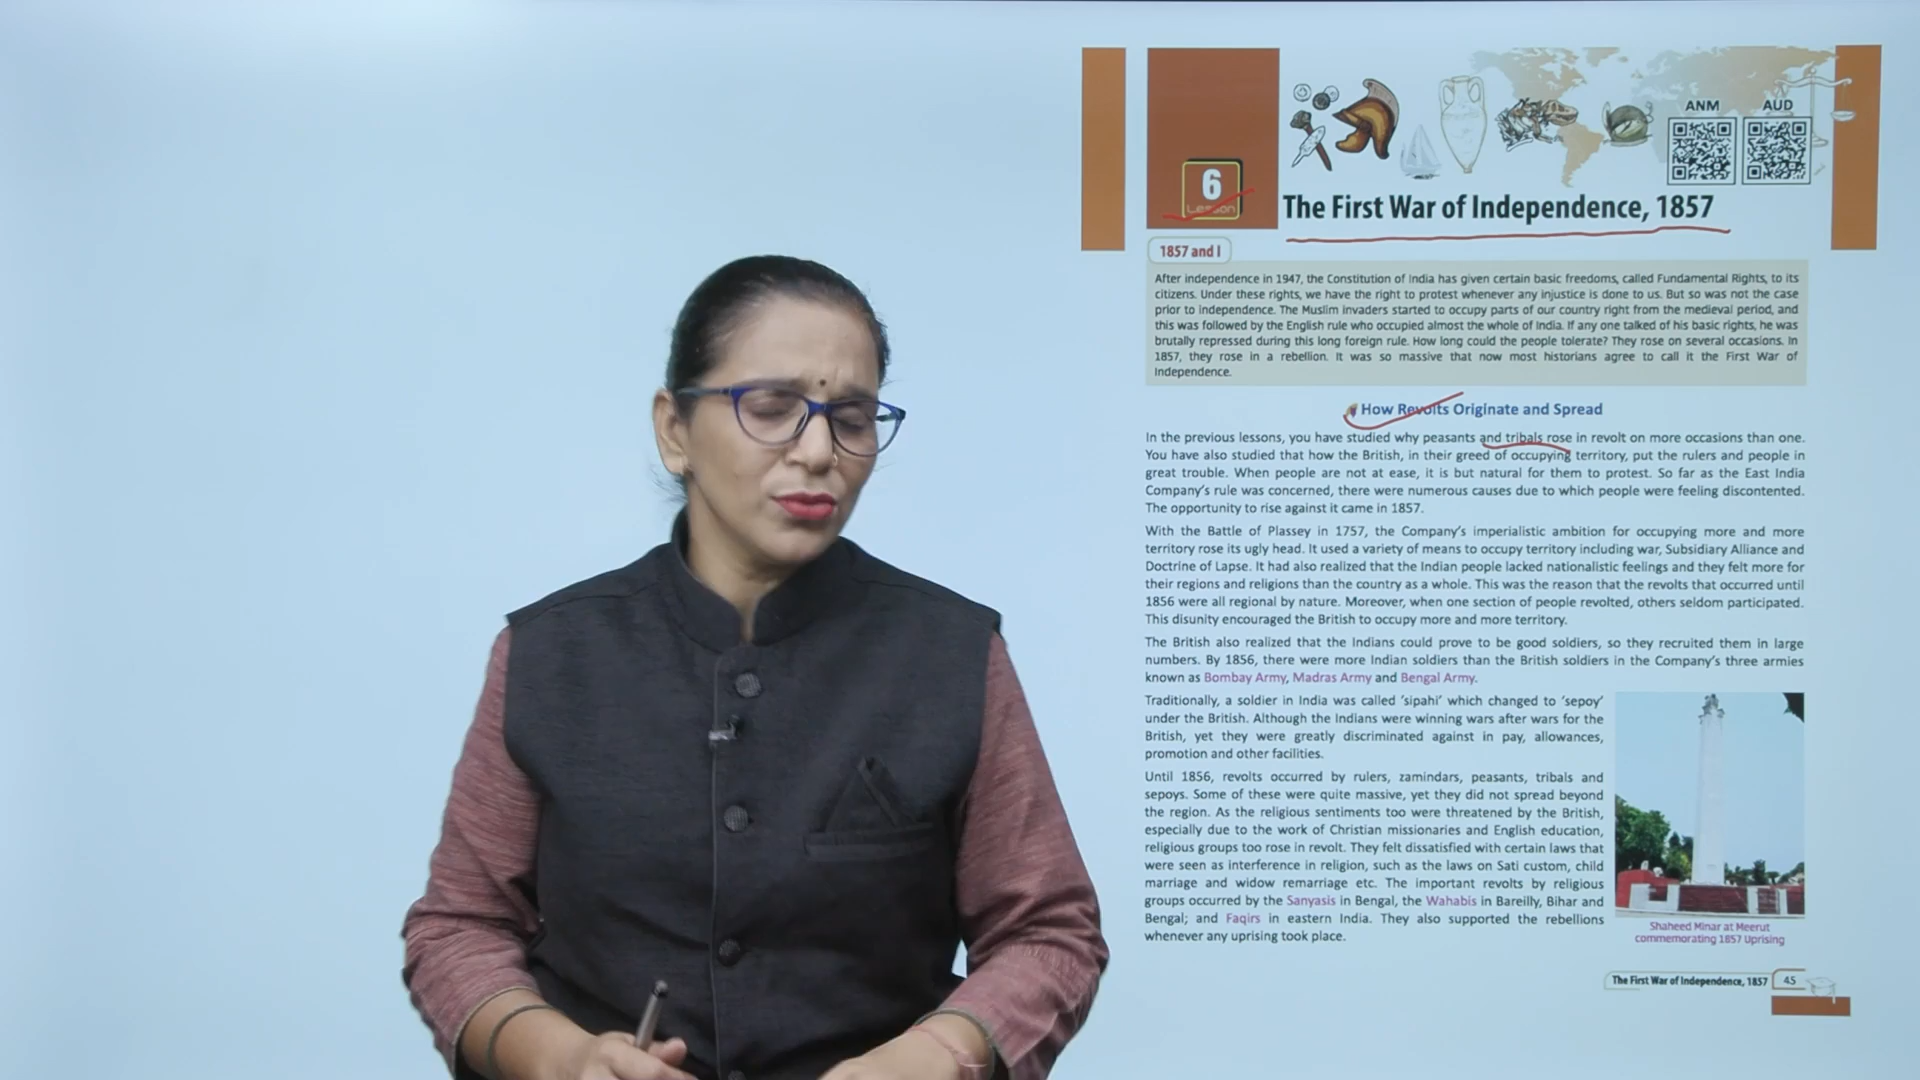 ANM AUD
6
Lesson
The First War of Independence, 1857
1857 and I
After independence in 1947, the Constitution of India has given certain basic freedoms, called Fundamental Rights, to its
citizens. Under these rights, we have the right to protest whenever any injustice is done to us. But so was not the case
prior to independence. The Muslim invaders started to occupy parts of our country right from the medieval period, and
this was followed by the English rule who occupied almost the whole of India. If any one talked of his basic rights, he was
brutally repressed during this long foreign rule. How long could the people tolerate? They rose on several occasions. In
1857, they rose in a rebellion. It was so massive that now most historians agree to call it the First War of
Independence.
How Revolts Originate and Spread
In the previous lessons, you have studied why peasants and tribals rose in revolt on more occasions than one.
You have also studied that how the British, in their greed of occupying territory, put the rulers and people in
great trouble. When people are not at ease, it is but natural for them to protest. So far as the East India
Company's rule was concerned, there were numerous causes due to which people were feeling discontented.
The opportunity to rise against it came in 1857.
With the Battle of Plassey in 1757, the Company's imperialistic ambition for occupying more and more
territory rose its ugly head. It used a variety of means to occupy territory including war, Subsidiary Alliance and
Doctrine of Lapse. It had also realized that the Indian people lacked nationalistic feelings and they felt more for
their regions and religions than the country as a whole. This was the reason that the revolts that occurred until
1856 were all regional by nature. Moreover, when one section of people revolted, others seldom participated.
This disunity encouraged the British to occupy more and more territory.
The British also realized that the Indians could prove to be good soldiers, so they recruited them in large
numbers. By 1856, there were more Indian soldiers than the British soldiers in the Company's three armies
known as Bombay Army, Madras Army and Bengal Army.
Traditionally, a soldier in India was called 'sipahi' which changed to 'sepoy'
under the British. Although the Indians were winning wars after wars for the
British, yet they were greatly discriminated against in pay, allowances,
promotion and other facilities.
Until 1856, revolts occurred by rulers, zamindars, peasants, tribals and
sepoys. Some of these were quite massive, yet they did not spread beyond
the region. As the religious sentiments too were threatened by the British,
especially due to the work of Christian missionaries and English education,
religious groups too rose in revolt. They felt dissatisfied with certain laws that
were seen as interference in religion, such as the laws on Sati custom, child
marriage and widow remarriage etc. The important revolts by religious
groups occurred by the Sanyasis in Bengal, the Wahabis in Bareilly, Bihar and
Bengal; and Faqirs in eastern India. They also supported the rebellions
whenever any uprising took place.
Shaheed Minar at Meerut
commemorating 1857 Uprising
The First War of Independence, 1857 45